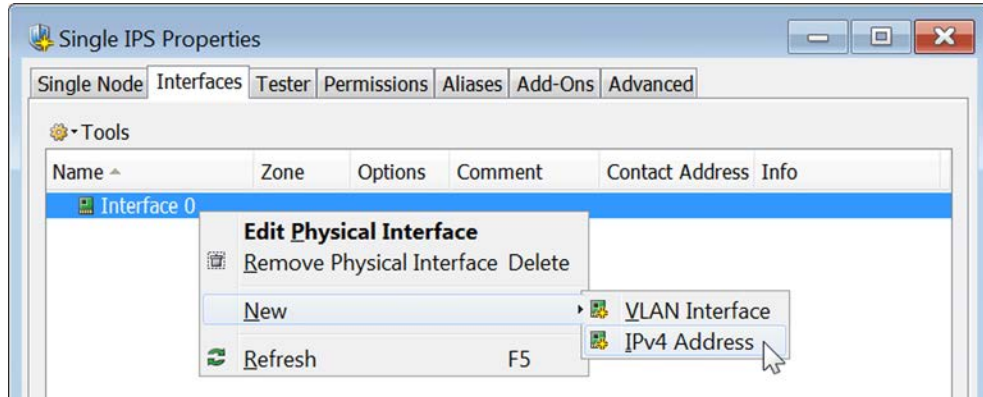 Single IPS Properties
Single Node Interfaces Tester Permissions Aliases Add-Ons Advanced
Tools
Name Zone Options Comment Contact Address Info
Interface 0
Edit Physical Interface
Remove Physical Interface Delete
New
VLAN Interface
IPv4 Address
Refresh F5